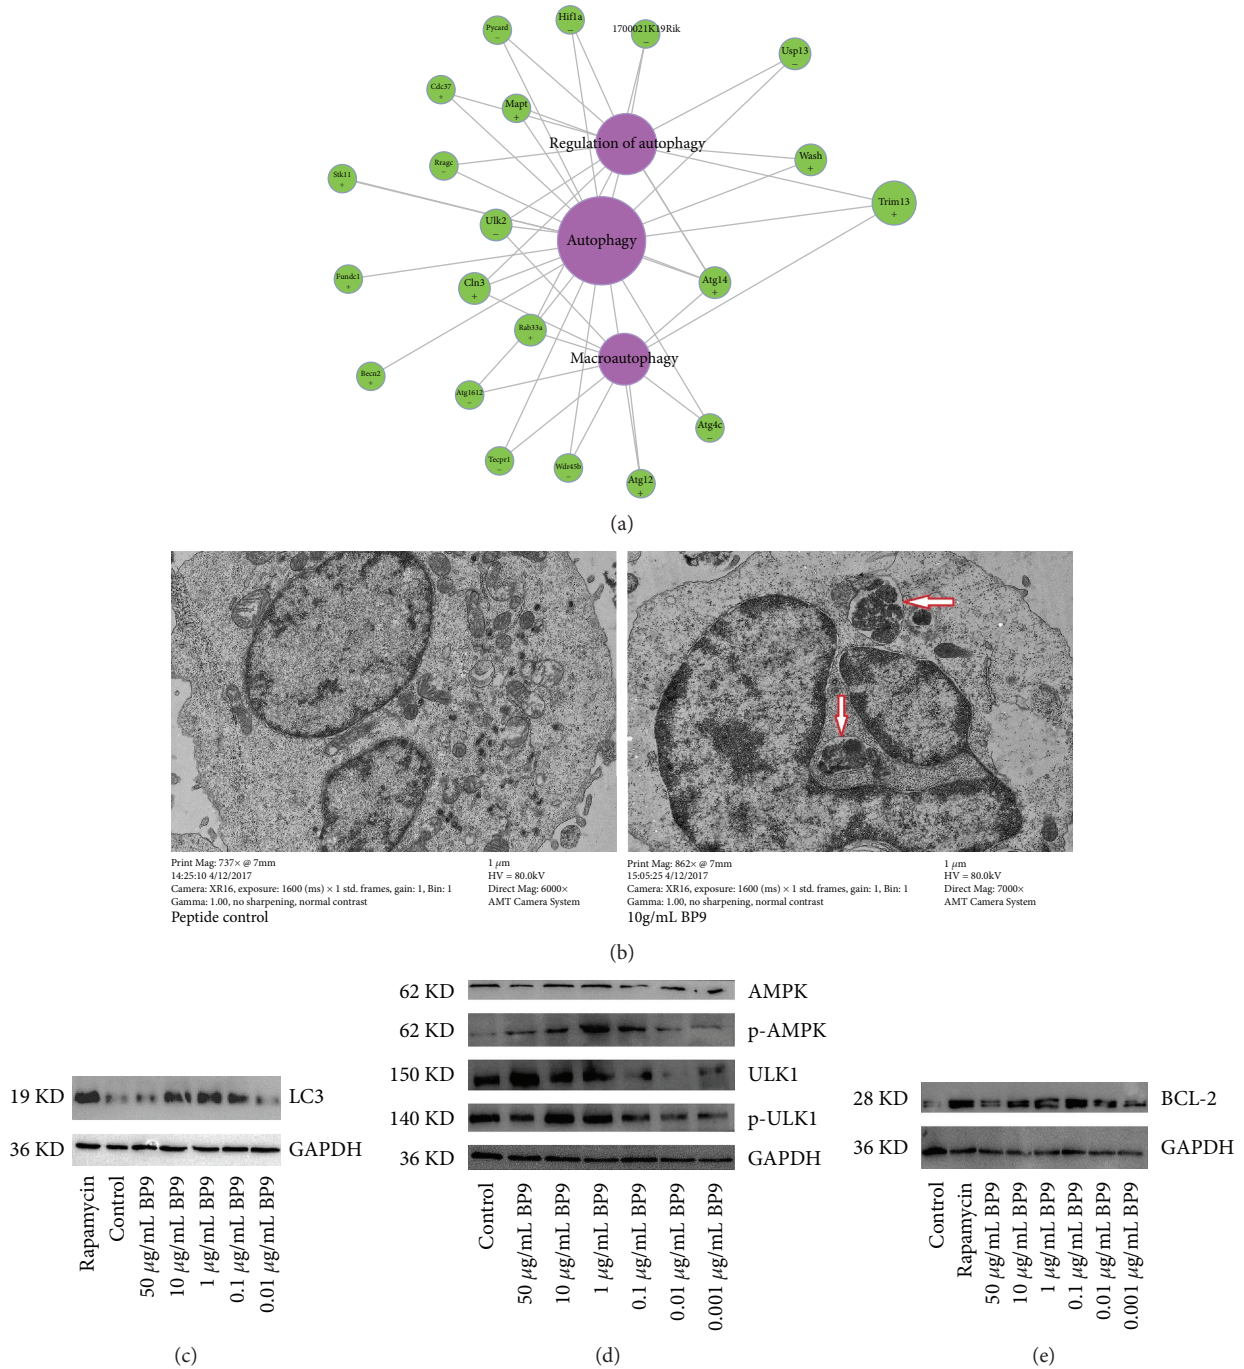 Hif1a
–
Pycard
–
1700021K19Rik
–
Usp13
–
Cdc37
+
Mapt
+
Regulation of autophagy
Wash
+
Rragc
–
Stk11
+
Trim13
+
Ulk2
–
Autophagy
Fundc1
+
Cln3
+
Atg14
+
Rab33a
+
Macroautophagy
Becn2
+
Atg1612
–
Atg4c
–
Tecpr1
–
Wdr45b
–
Atg12
+
(a)
Print Mag: 737× @ 7mm
14:25:10 4/12/2017
Camera: XR16, exposure: 1600 (ms) × 1 std. frames, gain: 1, Bin: 1
Gamma: 1.00, no sharpening, normal contrast
Peptide control
1 μm
HV = 80.0kV
Direct Mag: 6000×
AMT Camera System
Print Mag: 862× @ 7mm
15:05:25 4/12/2017
Camera: XR16, exposure: 1600 (ms) × 1 std. frames, gain: 1, Bin: 1
Gamma: 1.00, no sharpening, normal contrast
10g/mL BP9
1 μm
HV = 80.0kV
Direct Mag: 7000×
AMT Camera System
(b)
19 KD LC3
36 KD GAPDH
Rapamycin
Control
50 μg/mL BP9
10 μg/mL BP9
1 μg/mL BP9
0.1 μg/mL BP9
0.01 μg/mL BP9
(c)
62 KD AMPK
62 KD p-AMPK
150 KD ULK1
140 KD p-ULK1
36 KD GAPDH
Control
50 μg/mL BP9
10 μg/mL BP9
1 μg/mL BP9
0.1 μg/mL BP9
0.01 μg/mL BP9
0.001 μg/mL BP9
(d)
28 KD BCL-2
36 KD GAPDH
Control
Rapamycin
50 μg/mL BP9
10 μg/mL BP9
1 μg/mL BP9
0.1 μg/mL BP9
0.01 μg/mL BP9
0.001 μg/mL BP9
(e)